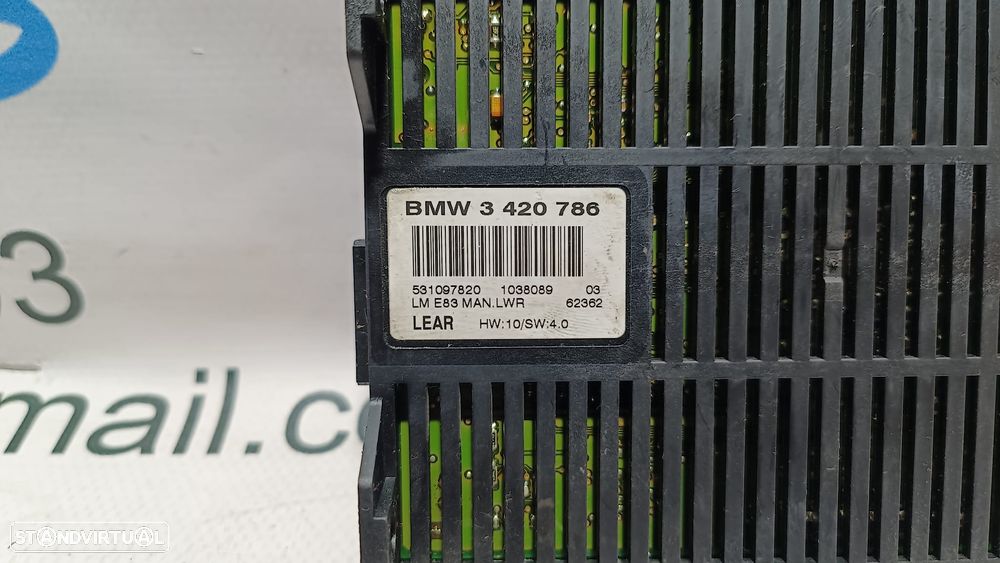 BMW 3 420 786
531097820 1038089 03
LM E83 MAN.LWR 62362
LEAR HW:10/SW:4.0
mail.co
STANDVIRTUAL